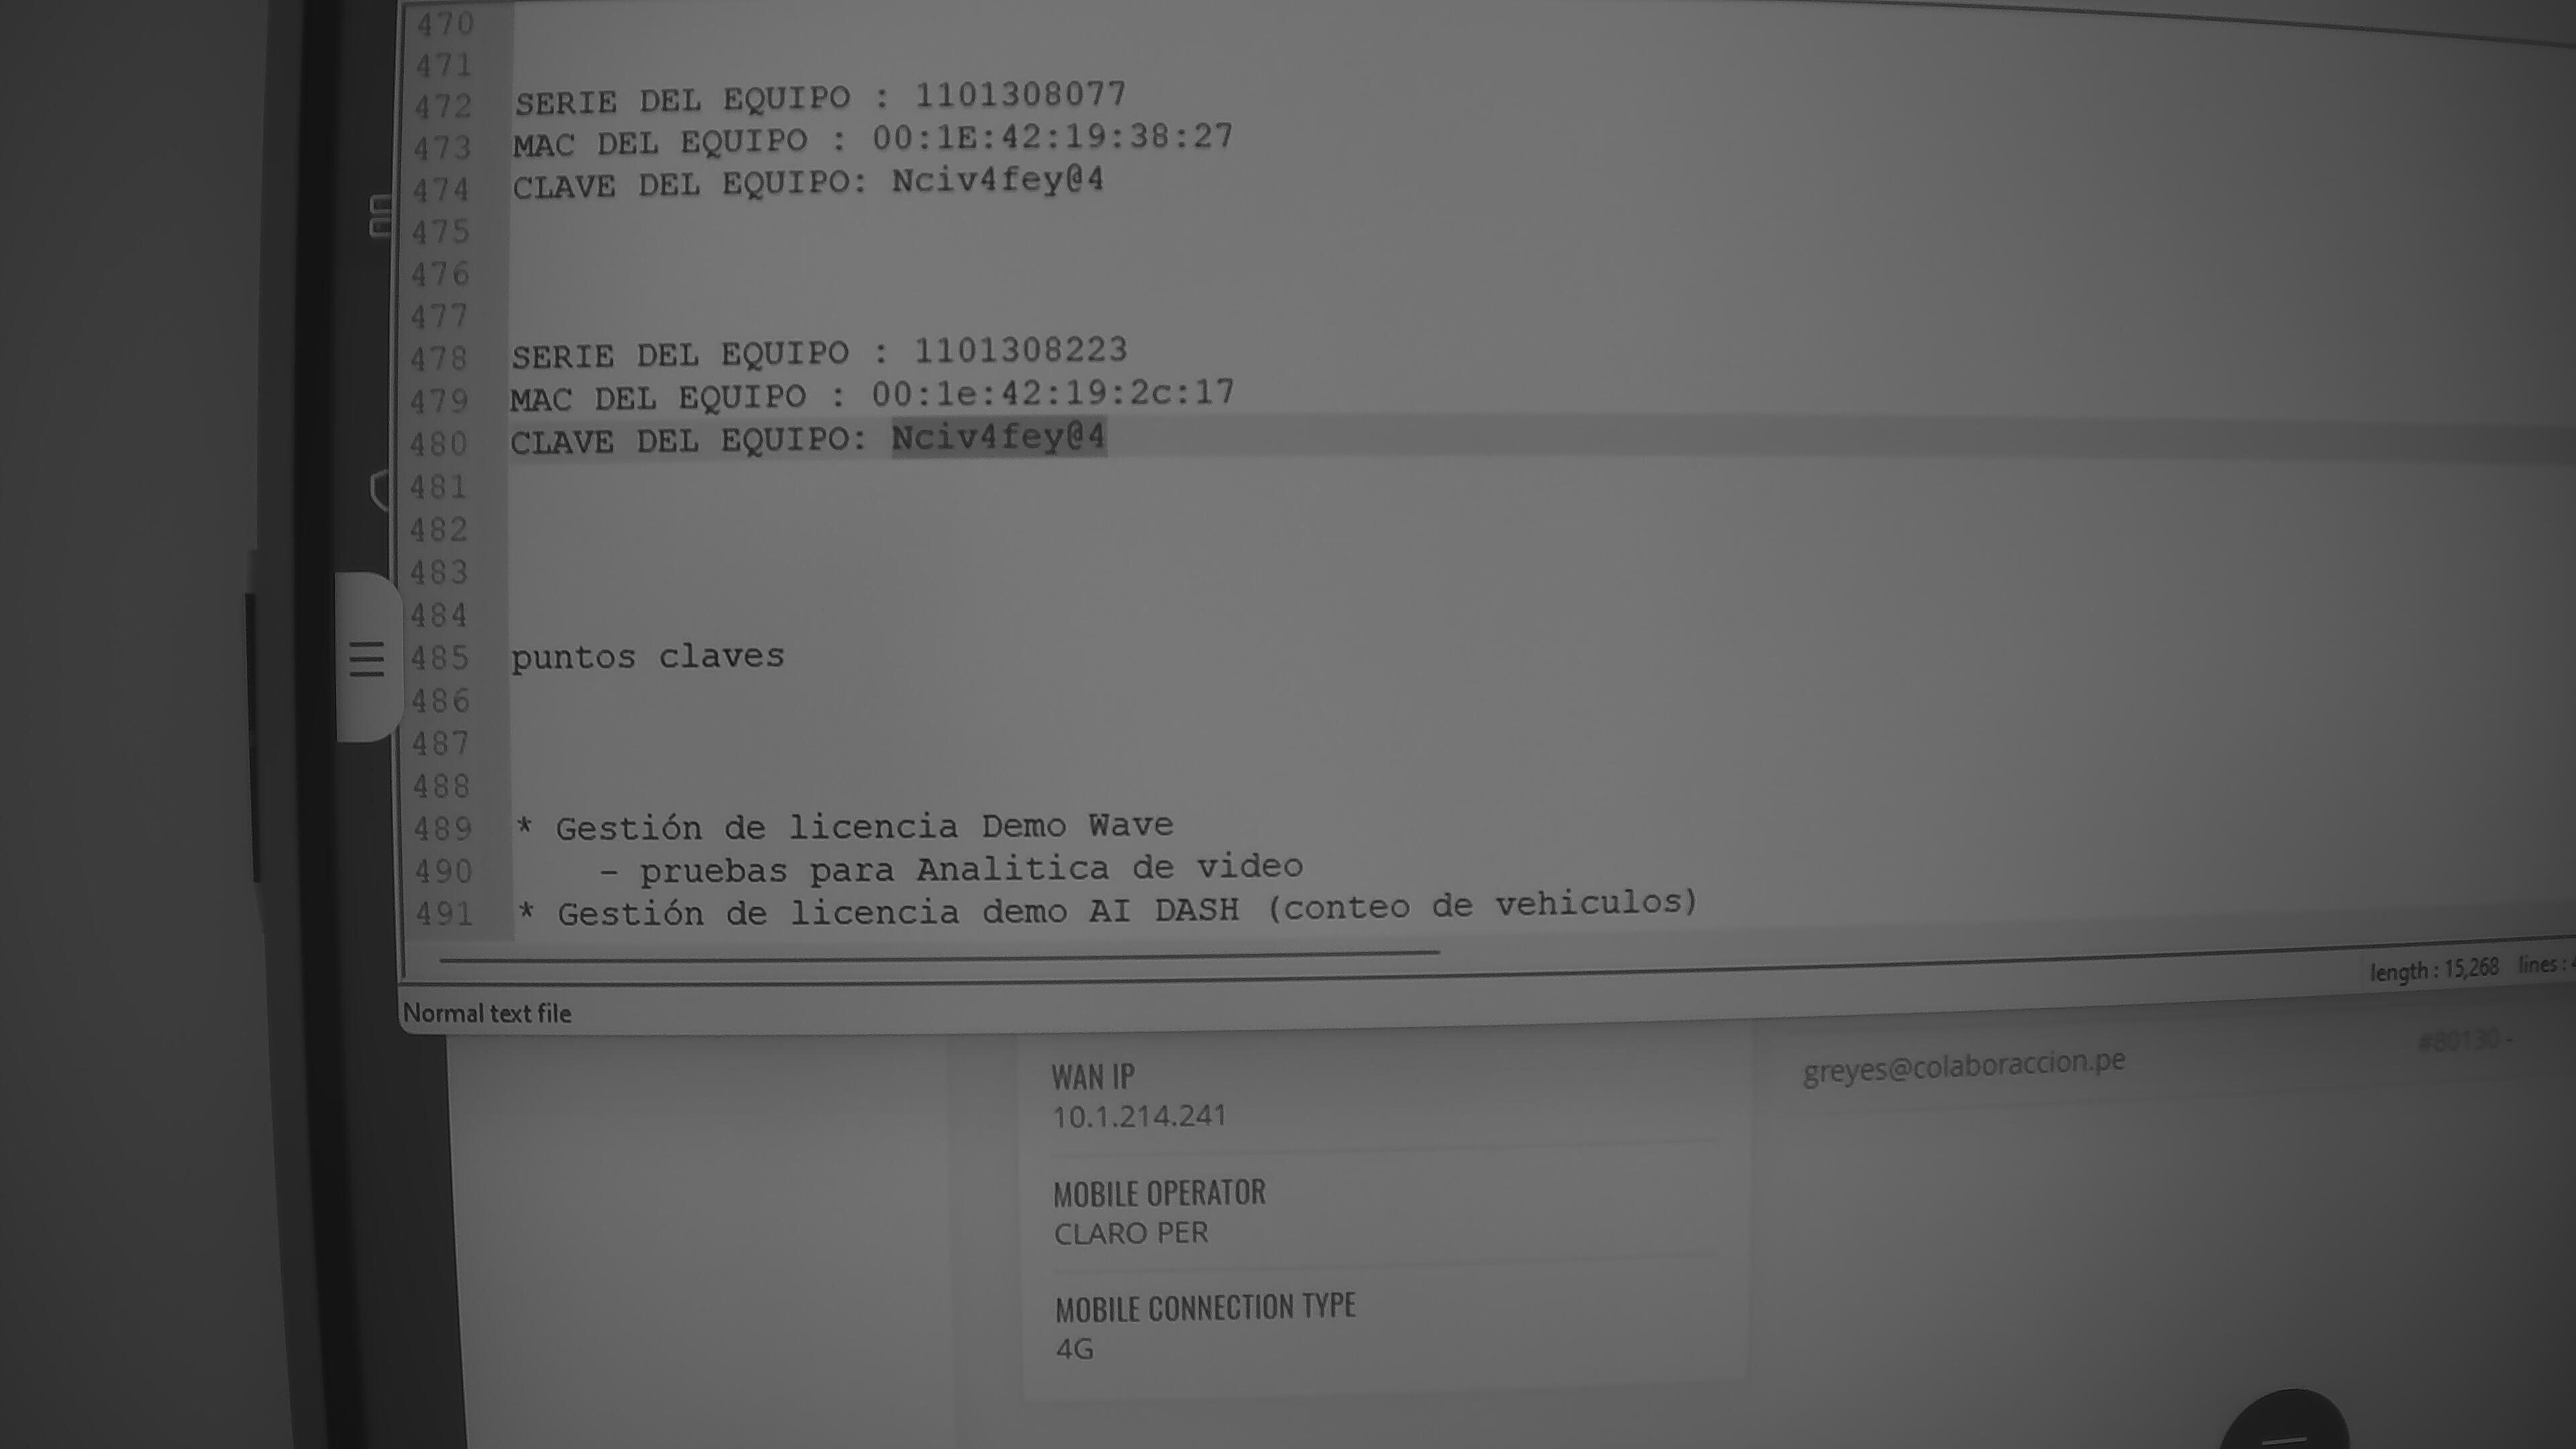 470
471
472 SERIE DEL EQUIPO : 1101308077
473 MAC DEL EQUIPO : 00:1E:42:19:38:27
474 CLAVE DEL EQUIPO: Nciv4fey@4
475
476
477
478 SERIE DEL EQUIPO : 1101308223
479 MAC DEL EQUIPO : 00:1e:42:19:2c:17
480 CLAVE DEL EQUIPO: Nciv4fey@4
481
482
483
484
485 puntos claves
486
487
488
489 * Gestión de licencia Demo Wave
490 - pruebas para Analitica de video
491 * Gestión de licencia demo AI DASH (conteo de vehiculos)
Normal text file
length : 15,268 lines : 4
WAN IP
10.1.214.241
MOBILE OPERATOR
CLARO PER
MOBILE CONNECTION TYPE
4G
greyes@colaboraccion.pe
#80130 -